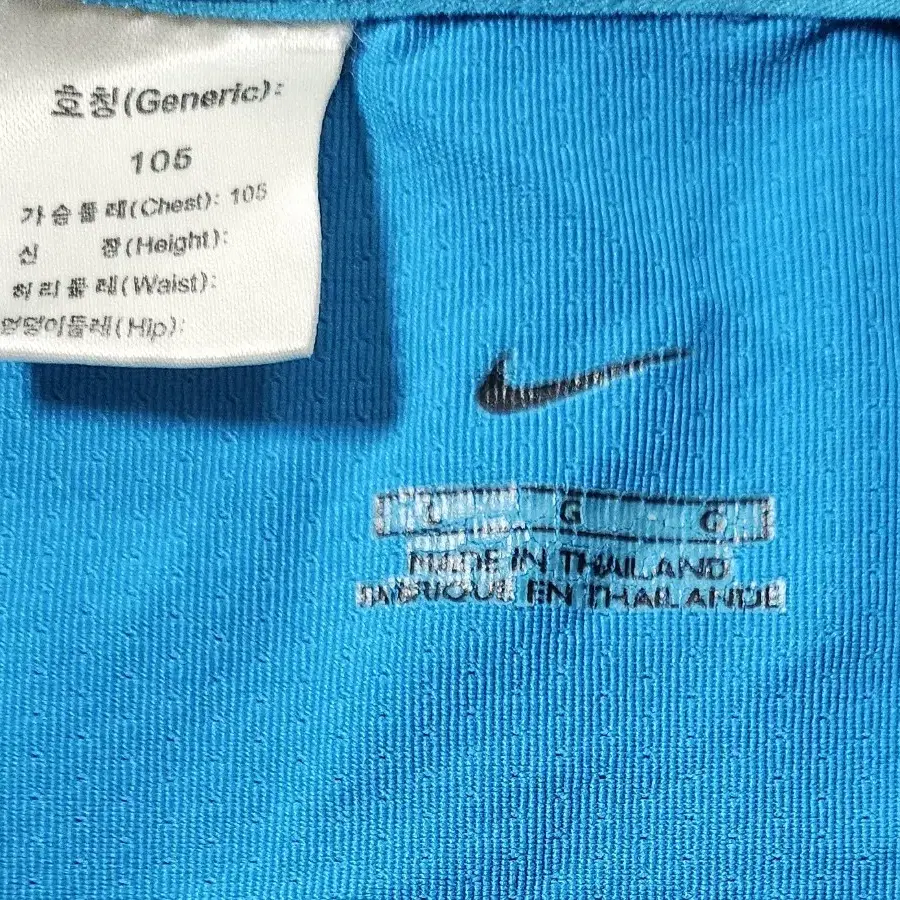 호칭(Generic):
105
가슴둘레(Chest): 105
신 장(Height):
허리둘레(Waist):
엉덩이둘레(Hip):
L G G
MADE IN THAILAND
FABRIQUE EN THAILANDE